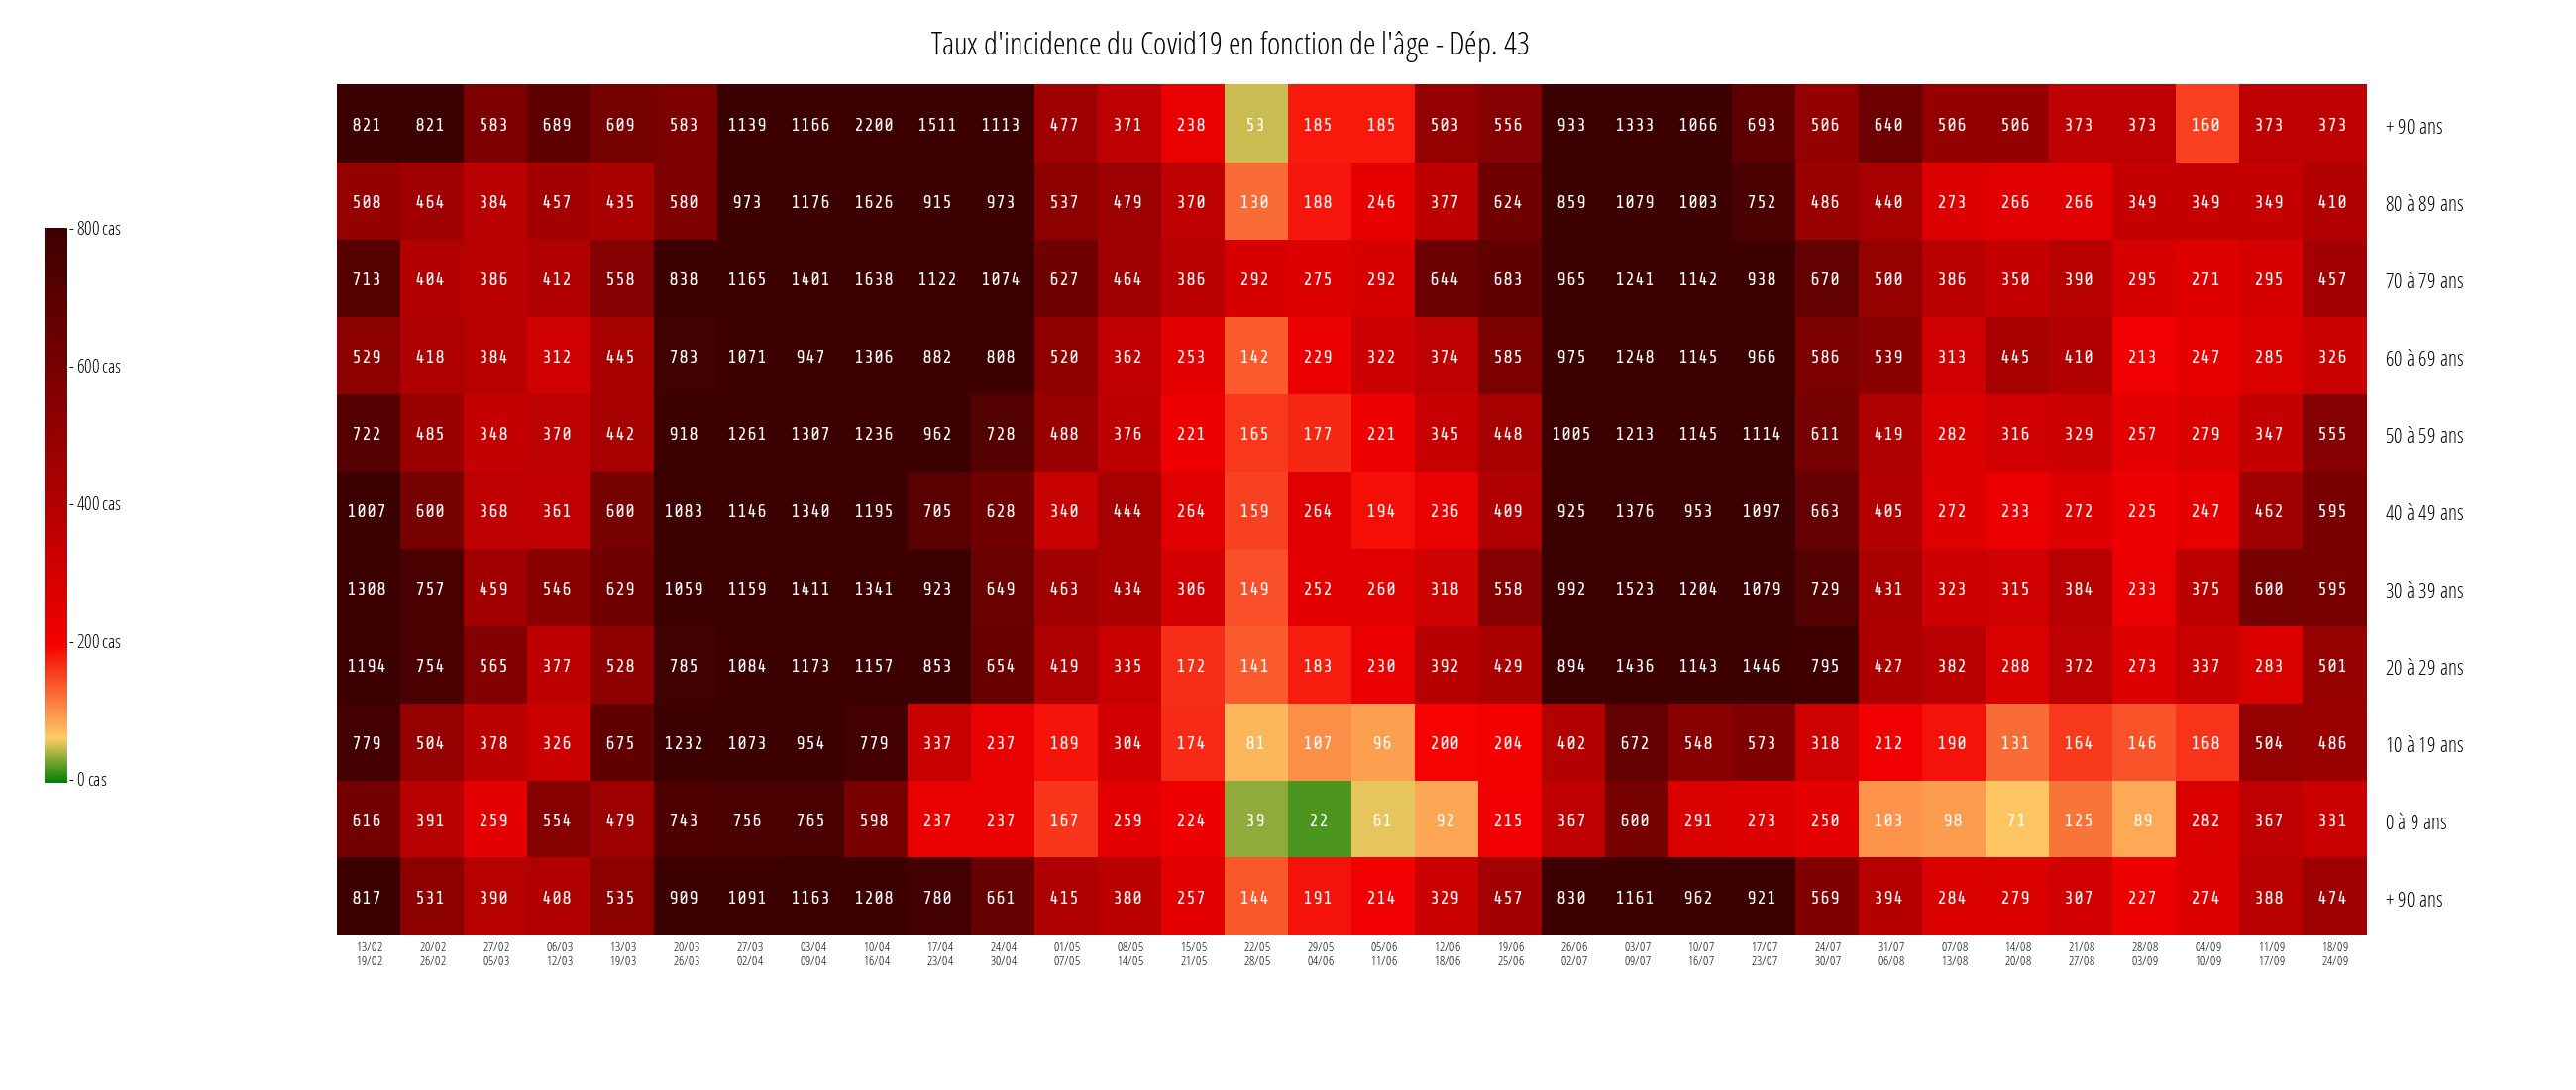 Taux d'incidence du Covid19 en fonction de l'âge - Dép. 43
- 800 cas
- 600 cas
- 400 cas
- 200 cas
- 0 cas
821 821 583 689 609 583 1139 1166 2200 1511 1113 477 371 238 53 185 185 503 556 933 1333 1066 693 506 640 506 506 373 373 160 373 373 + 90 ans
508 464 384 457 435 580 973 1176 1626 915 973 537 479 370 130 188 246 377 624 859 1079 1003 752 486 440 273 266 266 349 349 349 410 80 à 89 ans
713 404 386 412 558 838 1165 1401 1638 1122 1074 627 464 386 292 275 292 644 683 965 1241 1142 938 670 500 386 350 390 295 271 295 457 70 à 79 ans
529 418 384 312 445 783 1071 947 1306 882 808 520 362 253 142 229 322 374 585 975 1248 1145 966 586 539 313 445 410 213 247 285 326 60 à 69 ans
722 485 348 370 442 918 1261 1307 1236 962 728 488 376 221 165 177 221 345 448 1005 1213 1145 1114 611 419 282 316 329 257 279 347 555 50 à 59 ans
1007 600 368 361 600 1083 1146 1340 1195 705 628 340 444 264 159 264 194 236 409 925 1376 953 1097 663 405 272 233 272 225 247 462 595 40 à 49 ans
1308 757 459 546 629 1059 1159 1411 1341 923 649 463 434 306 149 252 260 318 558 992 1523 1204 1079 729 431 323 315 384 233 375 600 595 30 à 39 ans
1194 754 565 377 528 785 1084 1173 1157 853 654 419 335 172 141 183 230 392 429 894 1436 1143 1446 795 427 382 288 372 273 337 283 501 20 à 29 ans
779 504 378 326 675 1232 1073 954 779 337 237 189 304 174 81 107 96 200 204 402 672 548 573 318 212 190 131 164 146 168 504 486 10 à 19 ans
616 391 259 554 479 743 756 765 598 237 237 167 259 224 39 22 61 92 215 367 600 291 273 250 103 98 71 125 89 282 367 331 0 à 9 ans
817 531 390 408 535 909 1091 1163 1208 780 661 415 380 257 144 191 214 329 457 830 1161 962 921 569 394 284 279 307 227 274 388 474 + 90 ans
13/02 20/02 27/02 06/03 13/03 20/03 27/03 03/04 10/04 17/04 24/04 01/05 08/05 15/05 22/05 29/05 05/06 12/06 19/06 26/06 03/07 10/07 17/07 24/07 31/07 07/08 14/08 21/08 28/08 04/09 11/09 18/09
19/02 26/02 05/03 12/03 19/03 26/03 02/04 09/04 16/04 23/04 30/04 07/05 14/05 21/05 28/05 04/06 11/06 18/06 25/06 02/07 09/07 16/07 23/07 30/07 06/08 13/08 20/08 27/08 03/09 10/09 17/09 24/09